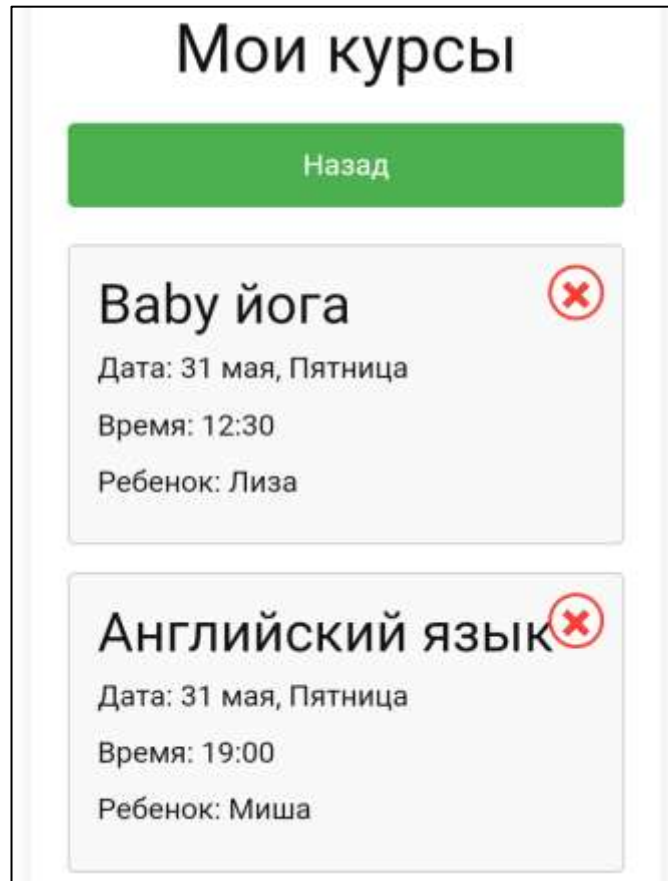 Мои курсы
Назад
Baby йога
Дата: 31 мая, Пятница
Время: 12:30
Ребенок: Лиза
Английский язык
Дата: 31 мая, Пятница
Время: 19:00
Ребенок: Миша